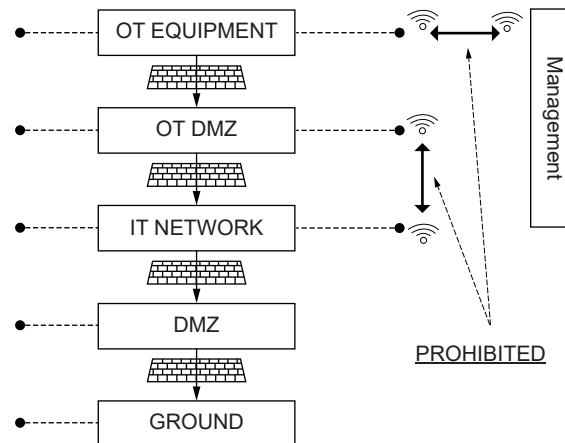 OT EQUIPMENT
Management
OT DMZ
IT NETWORK
DMZ
PROHIBITED
GROUND